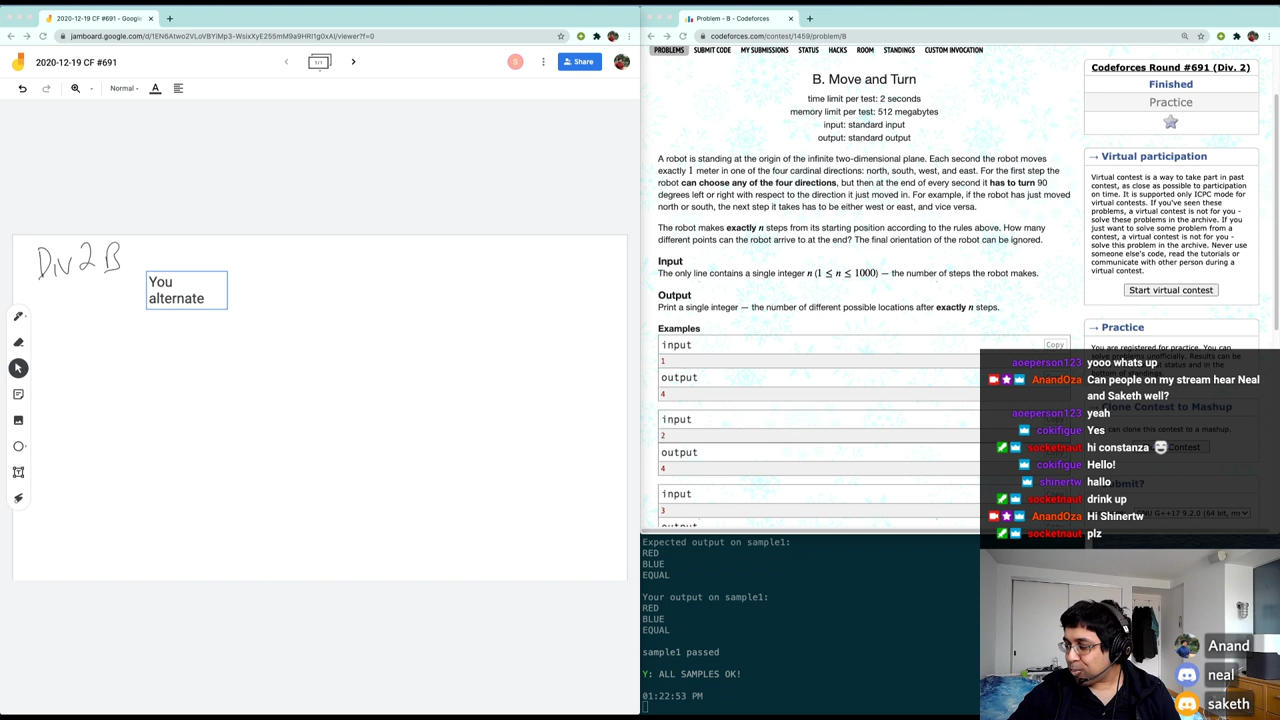 2020-12-19 CF #691 - Google
jamboard.google.com/d/1EN6Atwo2VLoVBYiMp3-WsixXyE255mM9a9HRl1g0xAI/viewer?f=0
2020-12-19 CF #691
1/1
S
Share
Normal
Div 2 B
You
alternate
Problem - B - Codeforces
codeforces.com/contest/1459/problem/B
PROBLEMS SUBMIT CODE MY SUBMISSIONS STATUS HACKS ROOM STANDINGS CUSTOM INVOCATION
B. Move and Turn
time limit per test: 2 seconds
memory limit per test: 512 megabytes
input: standard input
output: standard output
A robot is standing at the origin of the infinite two-dimensional plane. Each second the robot moves
exactly 1 meter in one of the four cardinal directions: north, south, west, and east. For the first step the
robot can choose any of the four directions, but then at the end of every second it has to turn 90
degrees left or right with respect to the direction it just moved in. For example, if the robot has just moved
north or south, the next step it takes has to be either west or east, and vice versa.
The robot makes exactly n steps from its starting position according to the rules above. How many
different points can the robot arrive to at the end? The final orientation of the robot can be ignored.
Input
The only line contains a single integer n (1 ≤ n ≤ 1000) — the number of steps the robot makes.
Output
Print a single integer — the number of different possible locations after exactly n steps.
Examples
input
Copy
1
output
4
input
2
output
4
input
3
output
Codeforces Round #691 (Div. 2)
Finished
Practice
→ Virtual participation
Virtual contest is a way to take part in past
contest, as close as possible to participation
on time. It is supported only ICPC mode for
virtual contests. If you've seen these
problems, a virtual contest is not for you -
solve these problems in the archive. If you
just want to solve some problem from a
contest, a virtual contest is not for you -
solve this problem in the archive. Never use
someone else's code, read the tutorials or
communicate with other person during a
virtual contest.
Start virtual contest
→ Practice
You are registered for practice. You can
solve problems unofficially. Results can be
aoeperson123 yooo whats up
AnandOza Can people on my stream hear Neal
and Saketh well?
aoeperson123 yeah
cokifigue Yes
socketnaut hi constanza
cokifigue Hello!
shinertw hallo
socketnaut drink up
AnandOza Hi Shinertw
socketnaut plz
Expected output on sample1:
RED
BLUE
EQUAL
Your output on sample1:
RED
BLUE
EQUAL
sample1 passed
Y: ALL SAMPLES OK!
01:22:53 PM
Anand
neal
saketh